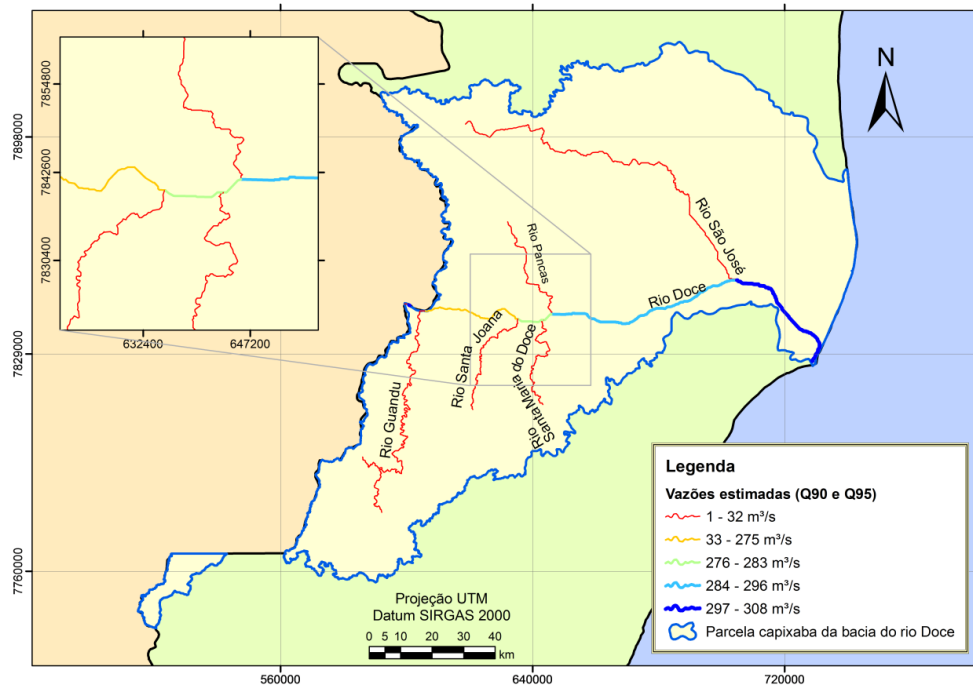 7854800
7842600
7830400
632400
647200
7898000
7829000
7760000
560000
640000
720000
N
Rio São José
Rio Pancas
Rio Doce
Rio Santa Joana
Rio
Santa Maria do Doce
Rio Guandu
Projeção UTM
Datum SIRGAS 2000
0 5 10 20 30 40
km
Legenda
Vazões estimadas (Q90 e Q95)
1 - 32 m³/s
33 - 275 m³/s
276 - 283 m³/s
284 - 296 m³/s
297 - 308 m³/s
Parcela capixaba da bacia do rio Doce